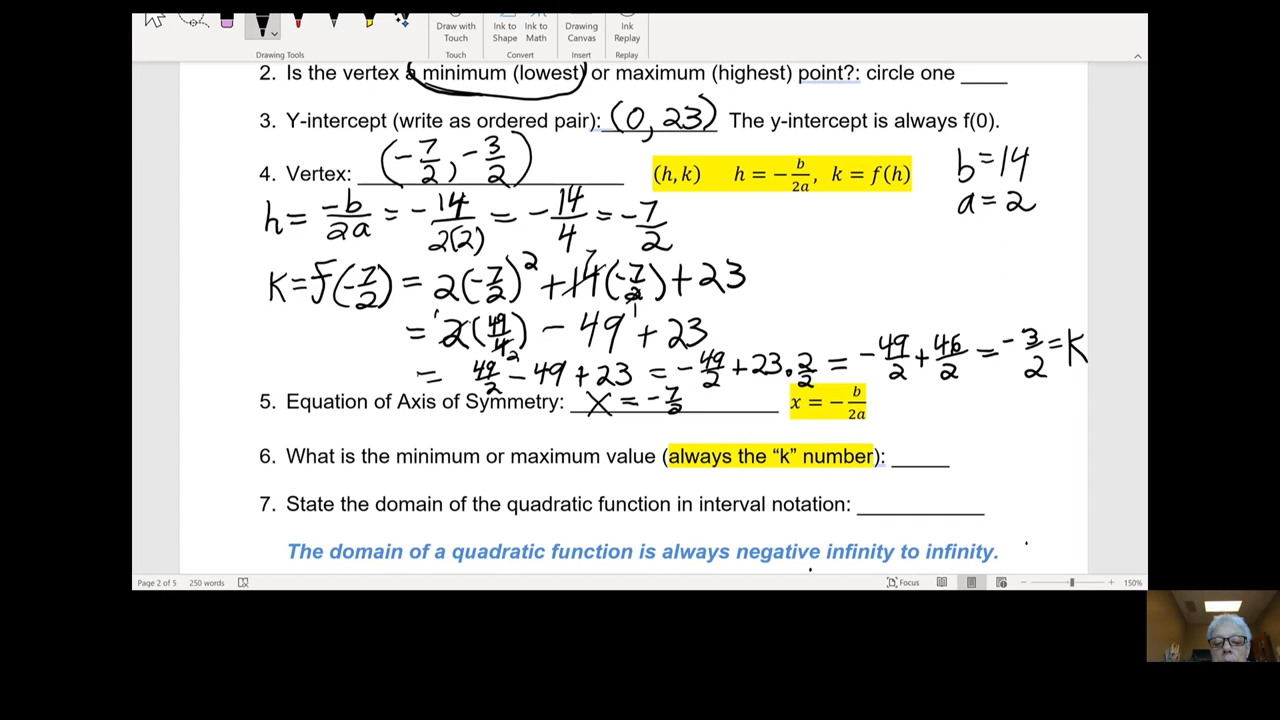 Draw with Touch
Ink to Shape
Ink to Math
Drawing Canvas
Ink Replay
Drawing Tools
Touch
Convert
Insert
Replay
2. Is the vertex a minimum (lowest) or maximum (highest) point?: circle one ____
3. Y-intercept (write as ordered pair): (0, 23) The y-intercept is always f(0).
4. Vertex: (-7/2, -3/2) (h, k) h = -b/2a, k = f(h)
b = 14
a = 2
h = -b/2a = -14/2(2) = -14/4 = -7/2
K = f(-7/2) = 2(-7/2)² + 14(-7/2) + 23
= 2(49/4) - 49 + 23
= 49/2 - 49 + 23 = -49/2 + 23 · 2/2 = -49/2 + 46/2 = -3/2 = K
5. Equation of Axis of Symmetry: x = -7/2 x = -b/2a
6. What is the minimum or maximum value (always the “k” number): _____
7. State the domain of the quadratic function in interval notation: ____________
The domain of a quadratic function is always negative infinity to infinity.
Page 2 of 5 250 words Focus 150%